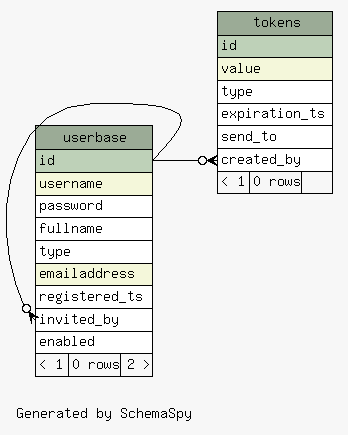 tokens
id
value
type
expiration_ts
send_to
created_by
< 1 0 rows
userbase
id
username
password
fullname
type
emailaddress
registered_ts
invited_by
enabled
< 1 0 rows 2 >
Generated by SchemaSpy